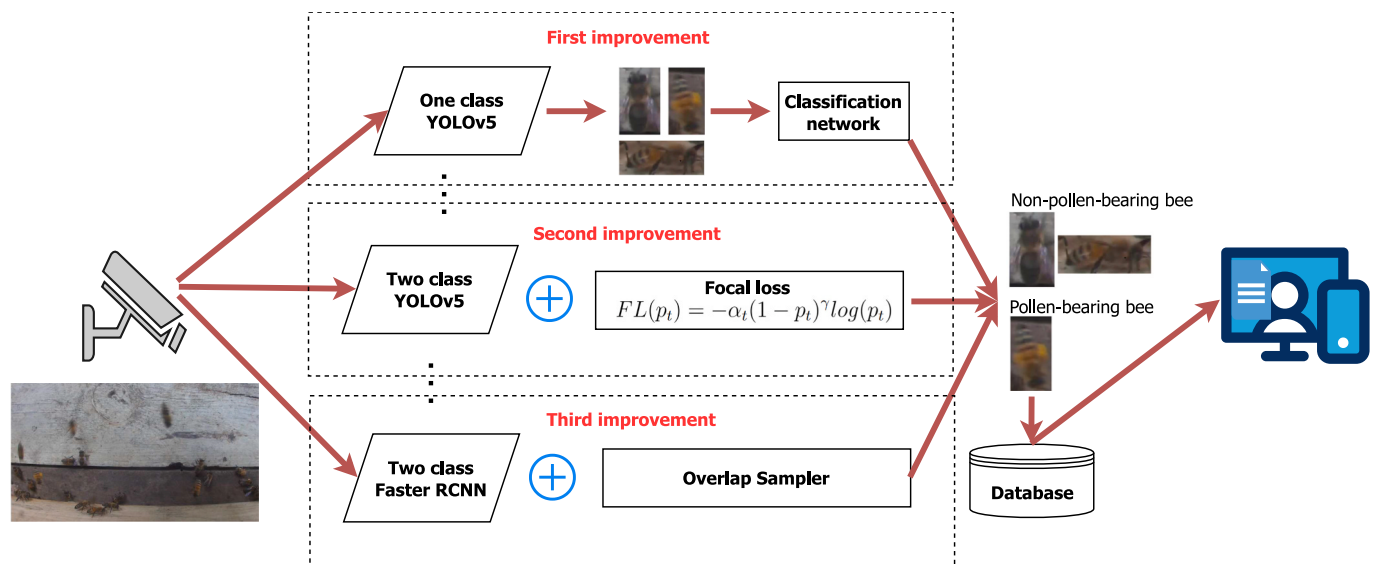 First improvement
One class
YOLOv5
Classification
network
Second improvement
Two class
YOLOv5
Focal loss
FL(p_t) = −α_t(1 − p_t)^γ log(p_t)
Third improvement
Two class
Faster RCNN
Overlap Sampler
Non-pollen-bearing bee
Pollen-bearing bee
Database